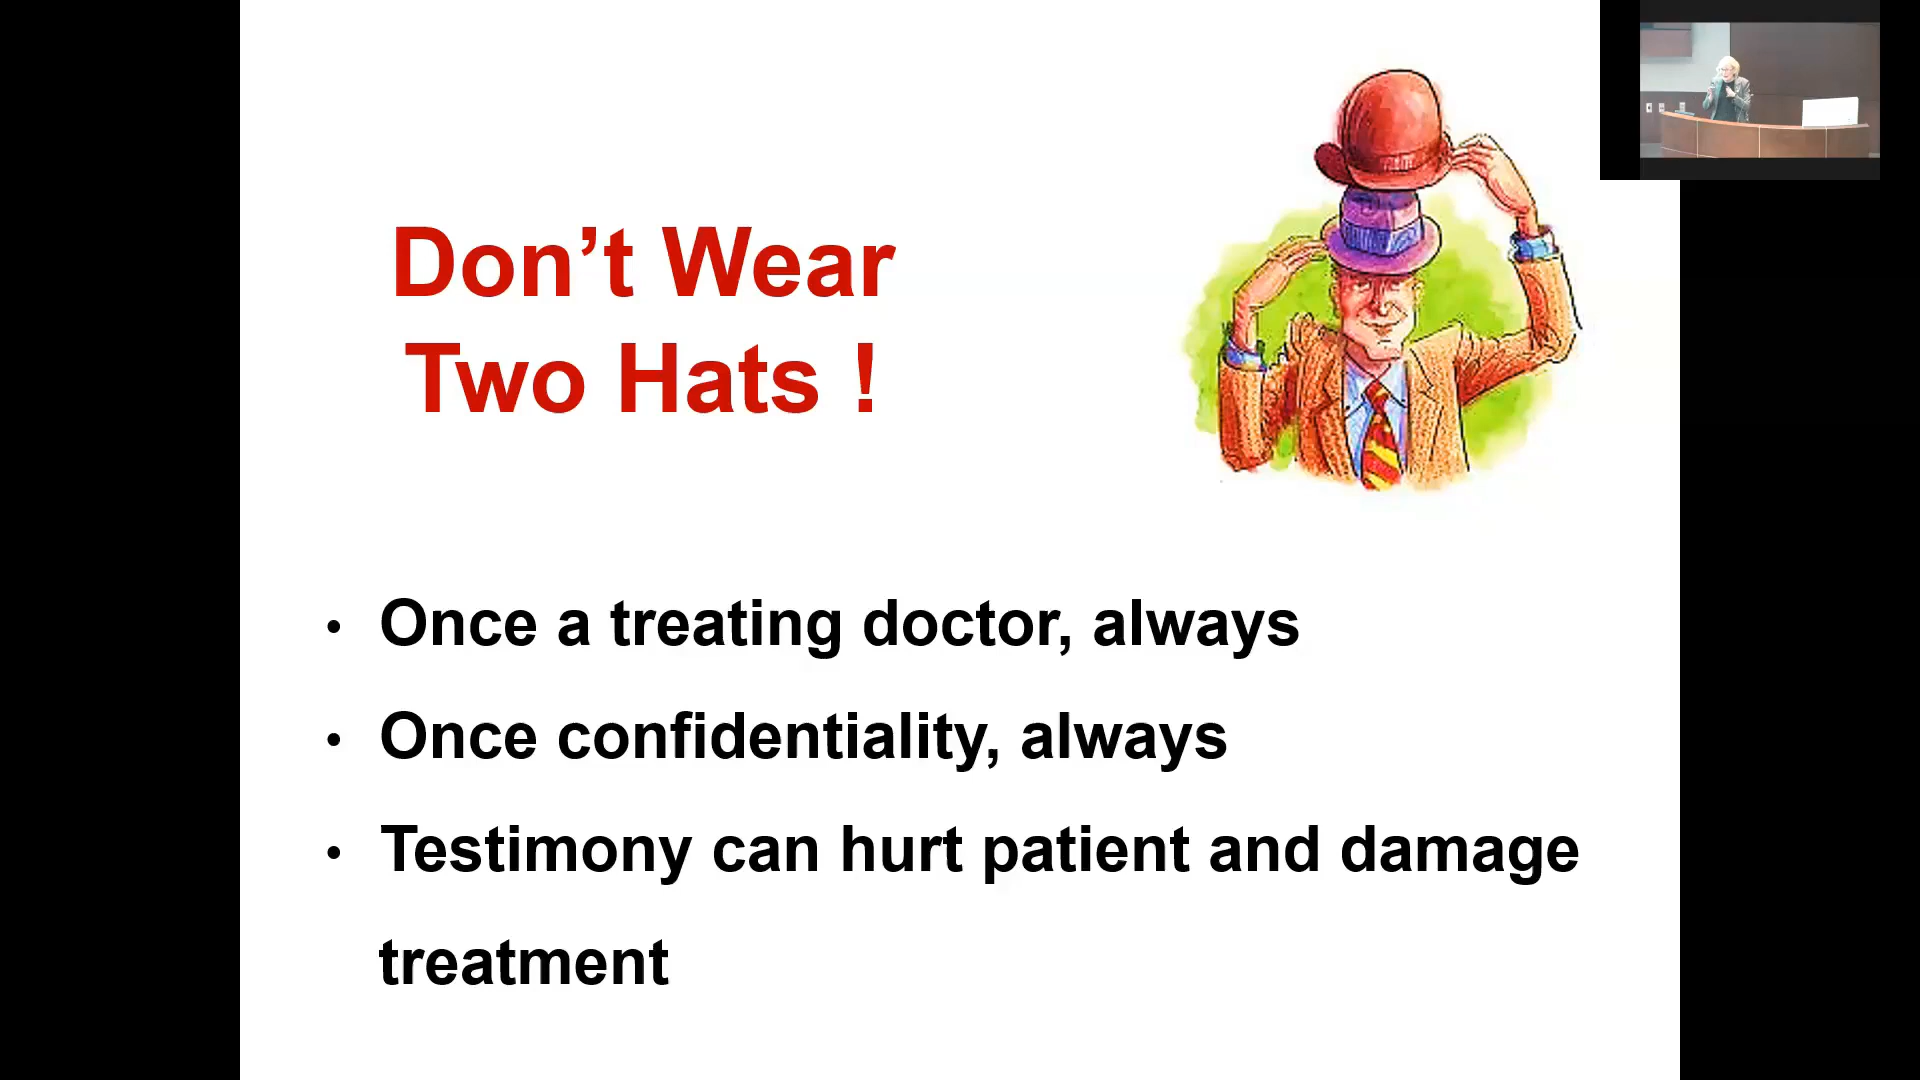 Don’t Wear
Two Hats !
• Once a treating doctor, always
• Once confidentiality, always
• Testimony can hurt patient and damage
treatment